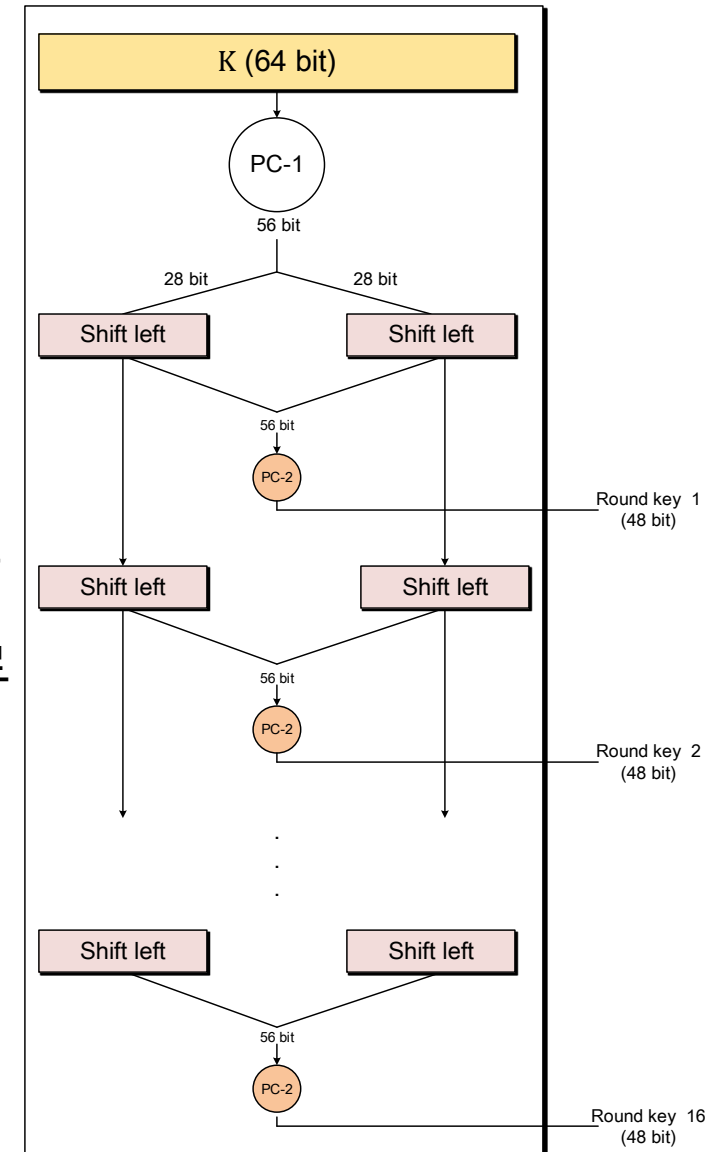 K (64 bit)
PC-1
56 bit
28 bit 28 bit
Shift left Shift left
56 bit
PC-2
Round key 1
(48 bit)
Shift left Shift left
56 bit
PC-2
Round key 2
(48 bit)
.
.
.
Shift left Shift left
56 bit
PC-2
Round key 16
(48 bit)